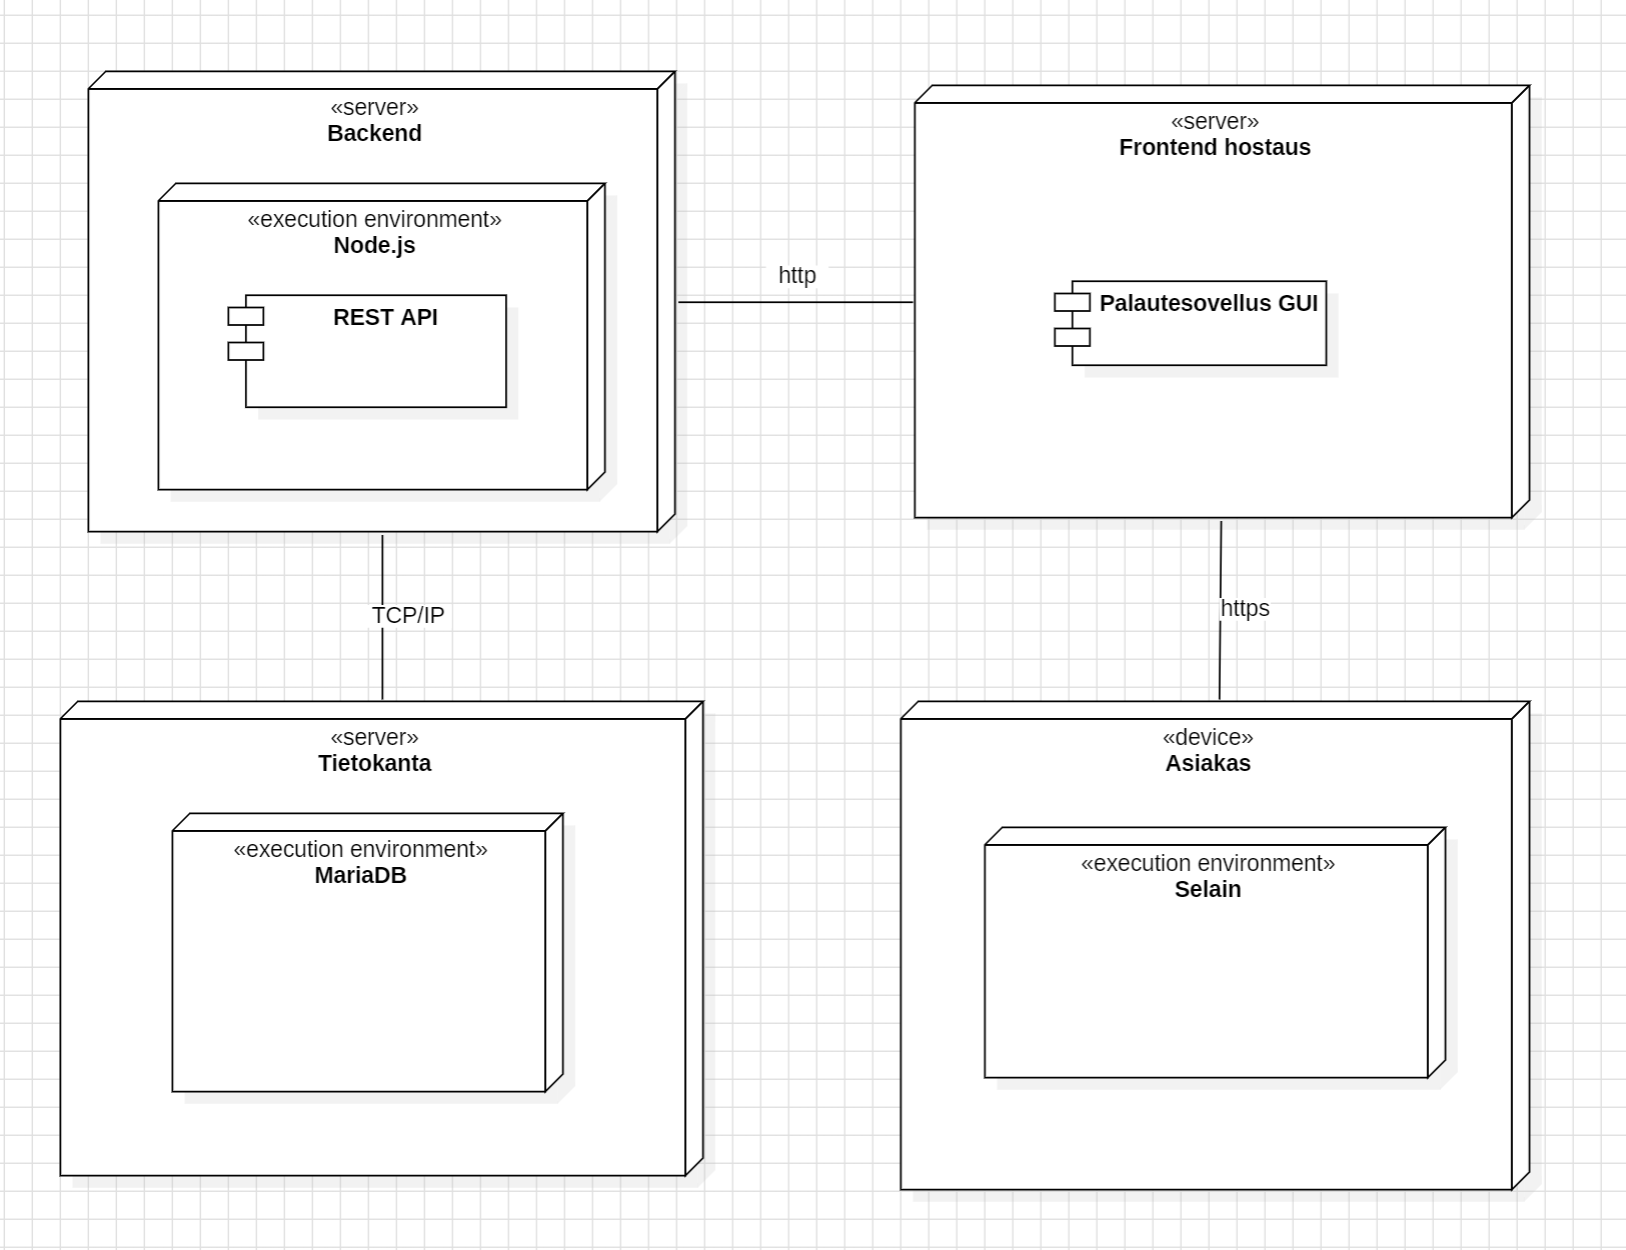 «server»
Backend
«execution environment»
Node.js
REST API
http
«server»
Frontend hostaus
Palautesovellus GUI
TCP/IP
https
«server»
Tietokanta
«execution environment»
MariaDB
«device»
Asiakas
«execution environment»
Selain